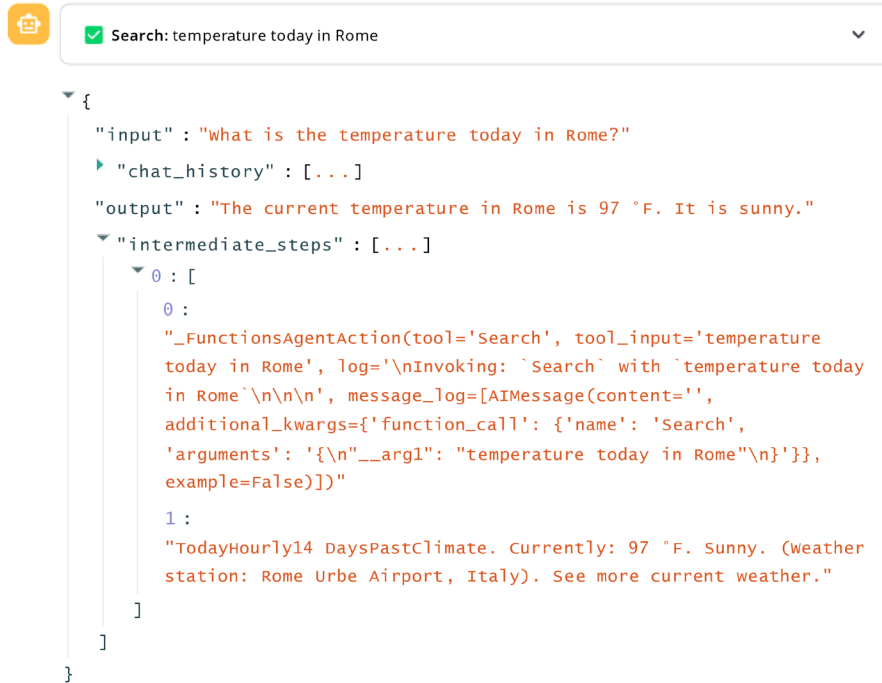 Search: temperature today in Rome
{
"input" : "What is the temperature today in Rome?"
"chat_history" : [...]
"output" : "The current temperature in Rome is 97 °F. It is sunny."
"intermediate_steps" : [...]
0 : [
0 :
"_FunctionsAgentAction(tool='Search', tool_input='temperature
today in Rome', log='\nInvoking: `Search` with `temperature today
in Rome`\n\n\n', message_log=[AIMessage(content='',
additional_kwargs={'function_call': {'name': 'Search',
'arguments': '{\n"__arg1": "temperature today in Rome"\n}'}},
example=False)])"
1 :
"TodayHourly14 DaysPastClimate. Currently: 97 °F. Sunny. (Weather
station: Rome Urbe Airport, Italy). See more current weather."
]
]
}